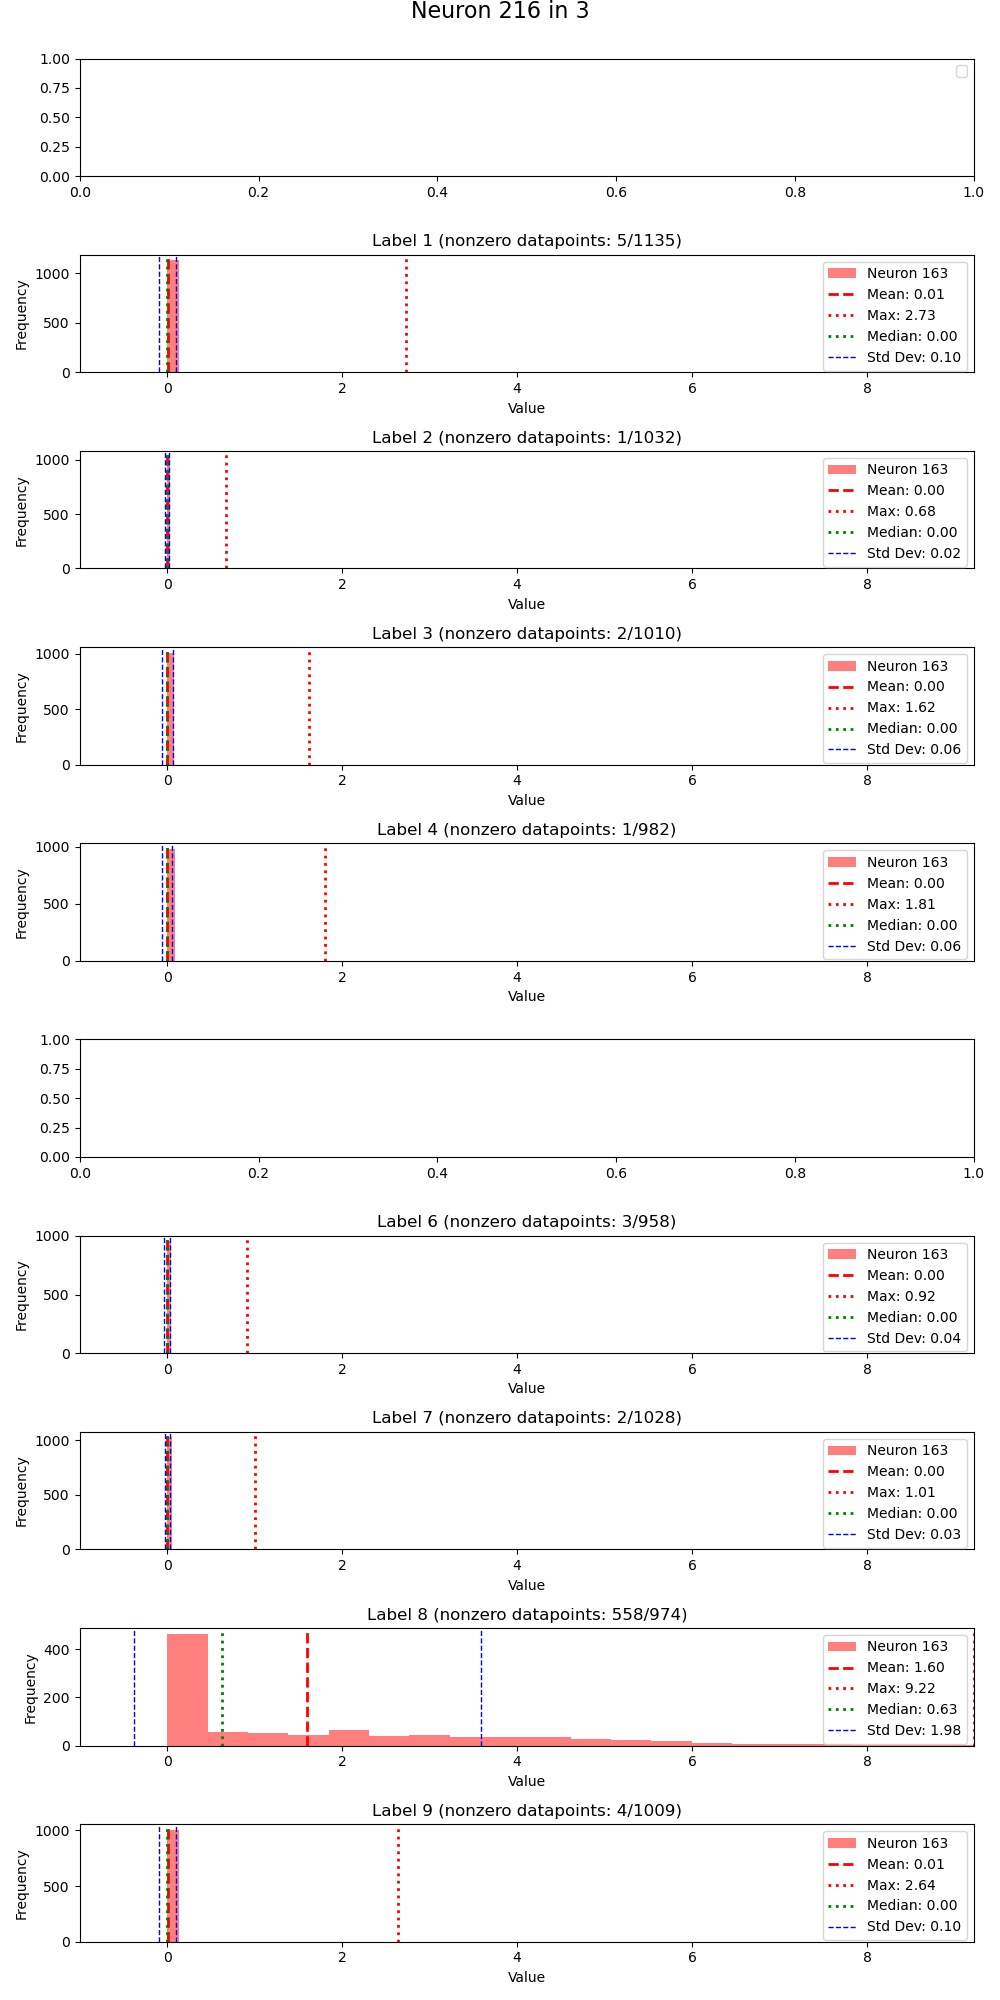 Neuron 216 in 3
1.00
0.75
0.50
0.25
0.00
0.0 0.2 0.4 0.6 0.8 1.0
Label 1 (nonzero datapoints: 5/1135)
Frequency
1000
500
0
Neuron 163
Mean: 0.01
Max: 2.73
Median: 0.00
Std Dev: 0.10
0 2 4 6 8
Value
Label 2 (nonzero datapoints: 1/1032)
Frequency
1000
500
0
Neuron 163
Mean: 0.00
Max: 0.68
Median: 0.00
Std Dev: 0.02
0 2 4 6 8
Value
Label 3 (nonzero datapoints: 2/1010)
Frequency
1000
500
0
Neuron 163
Mean: 0.00
Max: 1.62
Median: 0.00
Std Dev: 0.06
0 2 4 6 8
Value
Label 4 (nonzero datapoints: 1/982)
Frequency
1000
500
0
Neuron 163
Mean: 0.00
Max: 1.81
Median: 0.00
Std Dev: 0.06
0 2 4 6 8
Value
1.00
0.75
0.50
0.25
0.00
0.0 0.2 0.4 0.6 0.8 1.0
Label 6 (nonzero datapoints: 3/958)
Frequency
1000
500
0
Neuron 163
Mean: 0.00
Max: 0.92
Median: 0.00
Std Dev: 0.04
0 2 4 6 8
Value
Label 7 (nonzero datapoints: 2/1028)
Frequency
1000
500
0
Neuron 163
Mean: 0.00
Max: 1.01
Median: 0.00
Std Dev: 0.03
0 2 4 6 8
Value
Label 8 (nonzero datapoints: 558/974)
Frequency
400
200
0
Neuron 163
Mean: 1.60
Max: 9.22
Median: 0.63
Std Dev: 1.98
0 2 4 6 8
Value
Label 9 (nonzero datapoints: 4/1009)
Frequency
1000
500
0
Neuron 163
Mean: 0.01
Max: 2.64
Median: 0.00
Std Dev: 0.10
0 2 4 6 8
Value